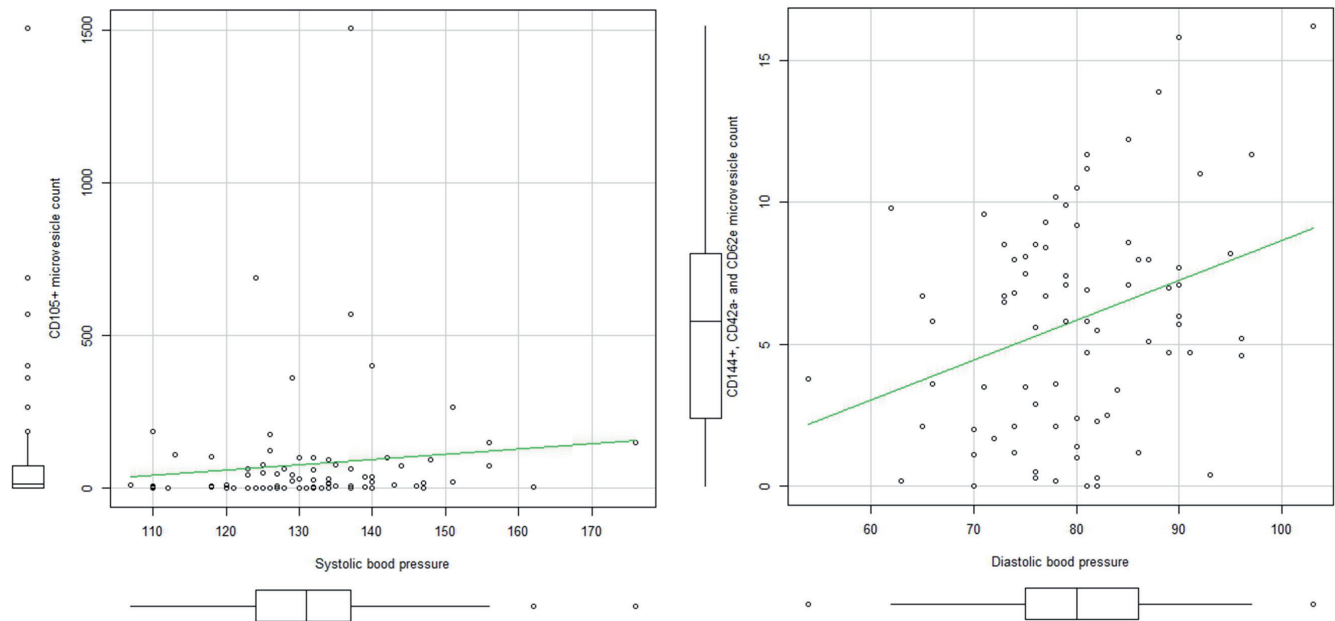 CD105+ microvesicle count
1500
1000
500
0
110 120 130 140 150 160 170
Systolic bood pressure
CD144+, CD42a- and CD62e microvesicle count
15
10
5
0
60 70 80 90 100
Diastolic bood pressure